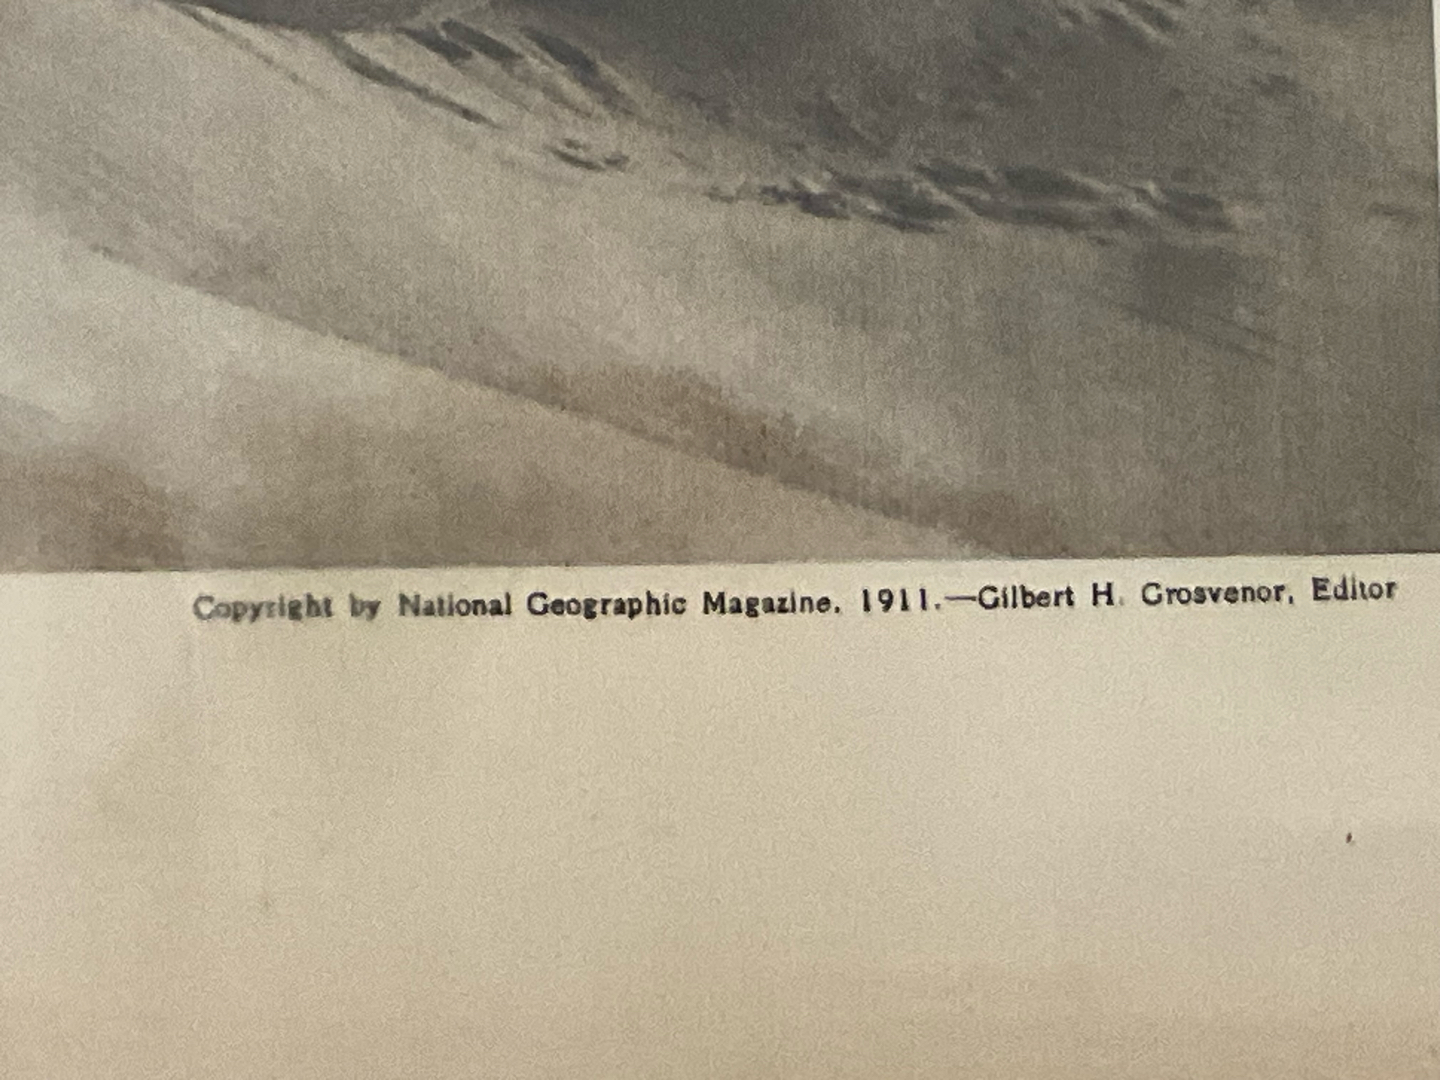 Copyright by National Geographic Magazine, 1911.—Gilbert H. Grosvenor, Editor